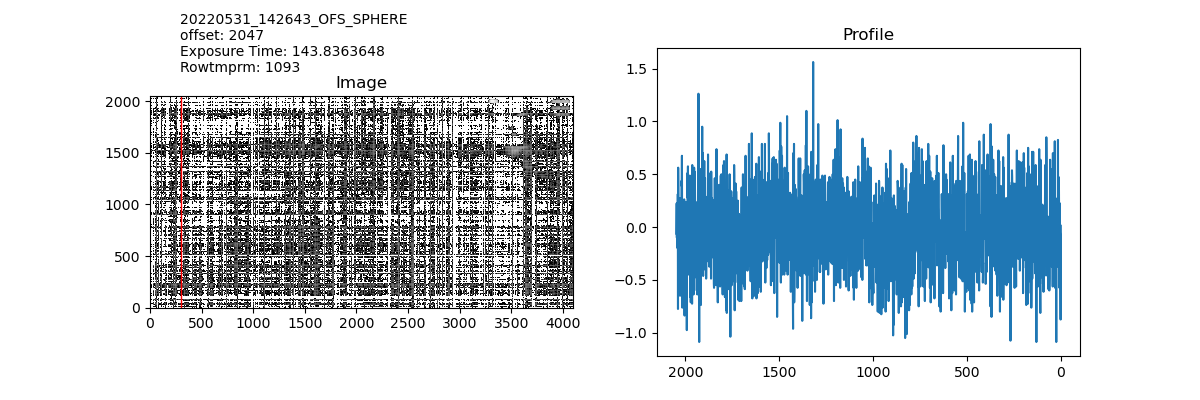 20220531_142643_OFS_SPHERE
offset: 2047
Exposure Time: 143.8363648
Rowtmprm: 1093
Image
2000
1500
1000
500
0
0 500 1000 1500 2000 2500 3000 3500 4000
Profile
1.5
1.0
0.5
0.0
−0.5
−1.0
2000 1500 1000 500 0